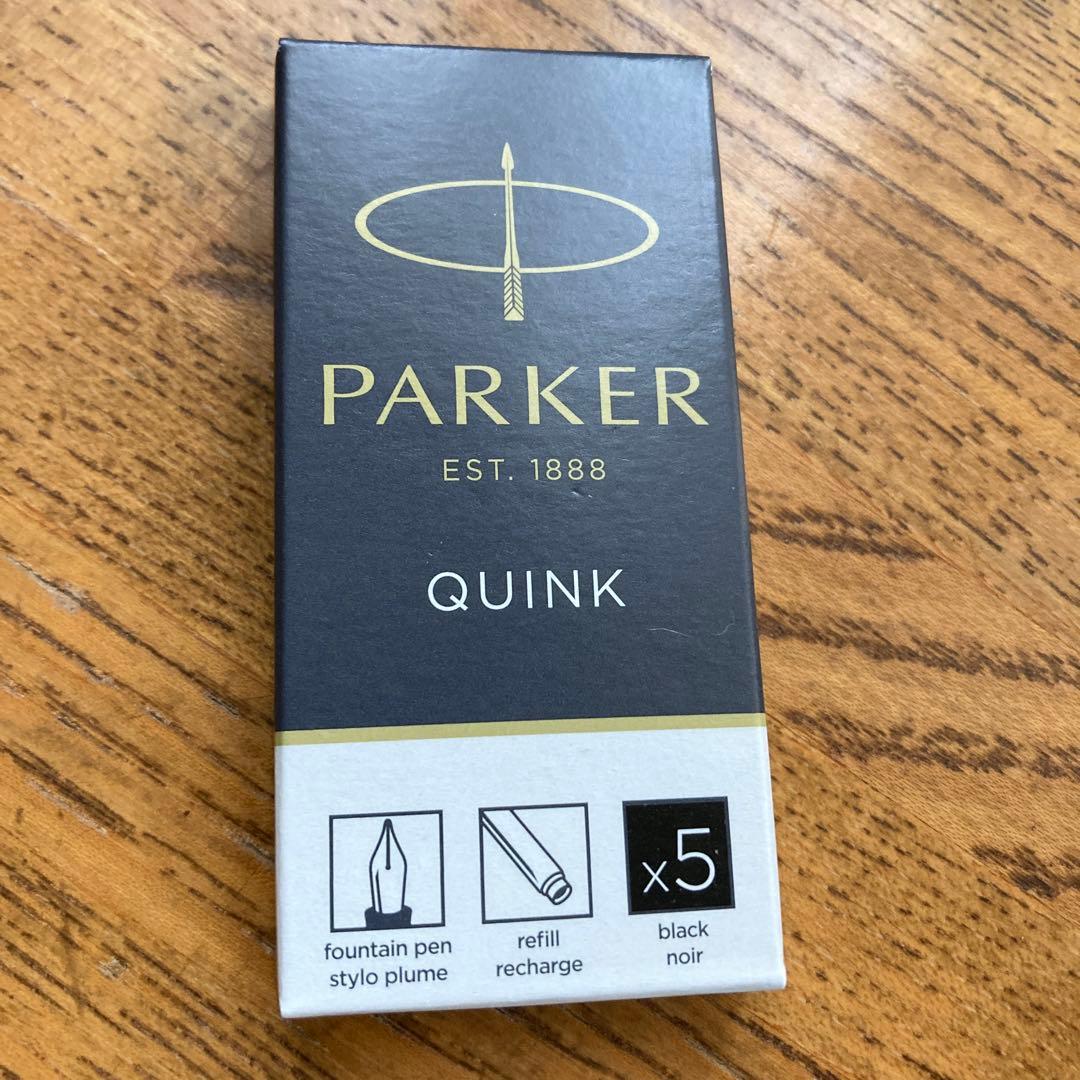 PARKER
EST. 1888
QUINK
fountain pen
stylo plume
refill
recharge
x5
black
noir